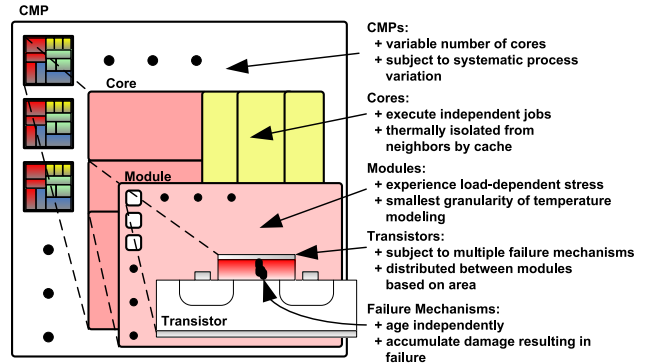 CMP
Core
Module
Transistor
CMPs:
+ variable number of cores
+ subject to systematic process
variation
Cores:
+ execute independent jobs
+ thermally isolated from
neighbors by cache
Modules:
+ experience load-dependent stress
+ smallest granularity of temperature
modeling
Transistors:
+ subject to multiple failure mechanisms
+ distributed between modules
based on area
Failure Mechanisms:
+ age independently
+ accumulate damage resulting in
failure